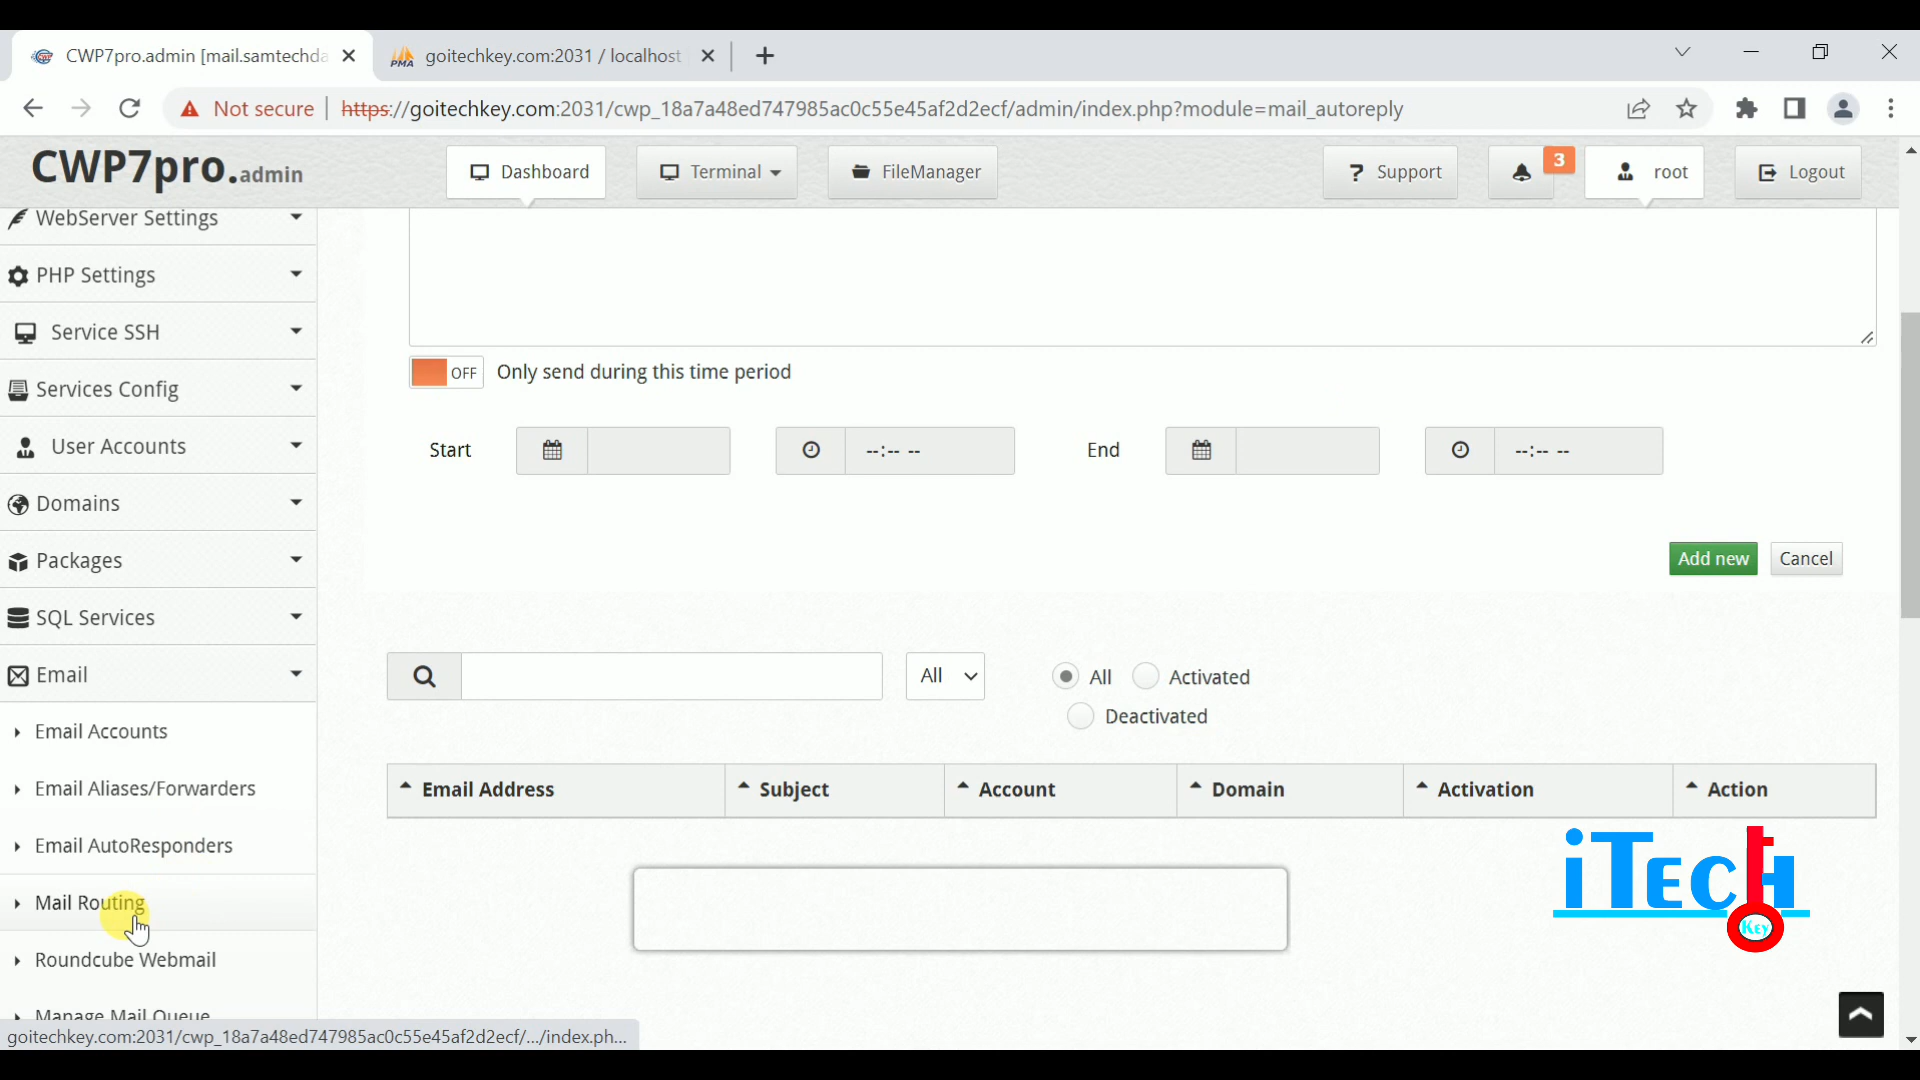 CWP7pro.admin [mail.samtechda
goitechkey.com:2031 / localhost
Not secure
https://goitechkey.com:2031/cwp_18a7a48ed747985ac0c55e45af2d2ecf/admin/index.php?module=mail_autoreply
CWP7pro.admin
Dashboard
Terminal
FileManager
? Support
3
root
Logout
WebServer Settings
PHP Settings
Service SSH
Services Config
User Accounts
Domains
Packages
SQL Services
Email
Email Accounts
Email Aliases/Forwarders
Email AutoResponders
Mail Routing
Roundcube Webmail
Manage Mail Queue
goitechkey.com:2031/cwp_18a7a48ed747985ac0c55e45af2d2ecf/.../index.ph...
OFF Only send during this time period
Start --:-- -- End --:-- --
Add new Cancel
All
All Activated
Deactivated
Email Address Subject Account Domain Activation Action
iTECH
KEY
PMA